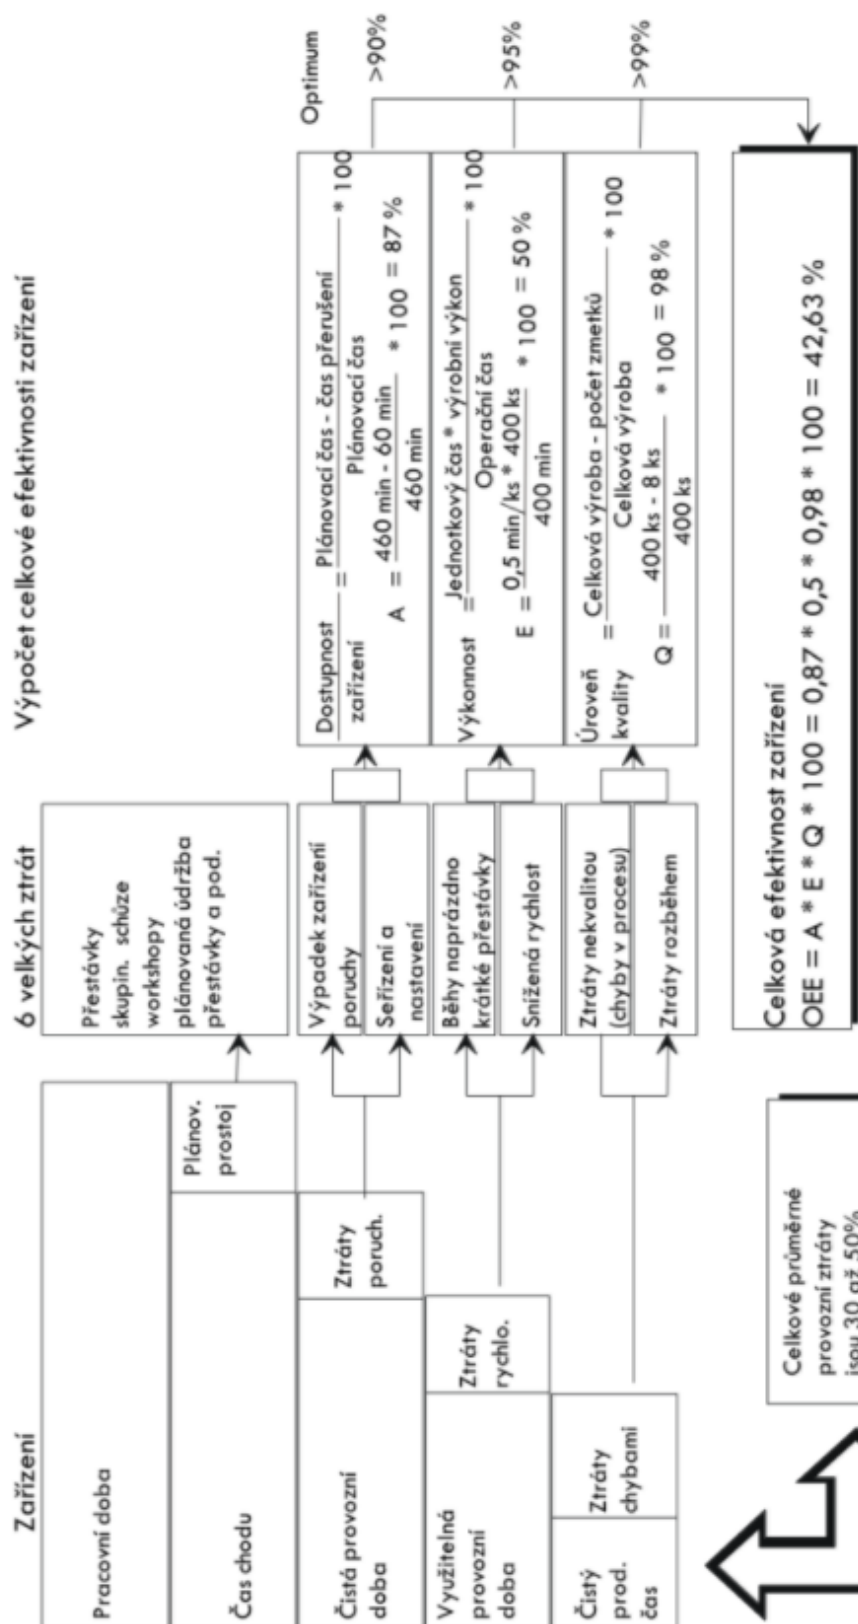 Výpočet celkové efektivnosti zařízení
Zařízení
6 velkých ztrát
Optimum
Pracovní doba
Čas chodu
Plánov.
prostoj
Přestávky
skupin. schůze
workshopy
plánovaná údržba
přestávky a pod.
Čistá provozní
doba
Ztráty
poruch.
Výpadek zařízení
poruchy
Seřízení a
nastavení
Dostupnost
zařízení
= Plánovací čas - čas přerušení * 100
Plánovací čas
A = 460 min - 60 min * 100 = 87 %
460 min
>90%
Využitelná
provozní
doba
Ztráty
rychlo.
Běhy naprázdno
krátké přestávky
Snížená rychlost
Výkonnost
= Jednotkový čas * výrobní výkon * 100
Operační čas
E = 0,5 min/ks * 400 ks * 100 = 50 %
400 min
>95%
Čistý
prod.
čas
Ztráty
chybami
Ztráty nekvalitou
(chyby v procesu)
Ztráty rozběhem
Úroveň
kvality
= Celková výroba - počet zmetků * 100
Celková výroba
Q = 400 ks - 8 ks * 100 = 98 %
400 ks
>99%
Celkové průměrné
provozní ztráty
jsou 30 až 50%
Celková efektivnost zařízení
OEE = A * E * Q * 100 = 0,87 * 0,5 * 0,98 * 100 = 42,63 %